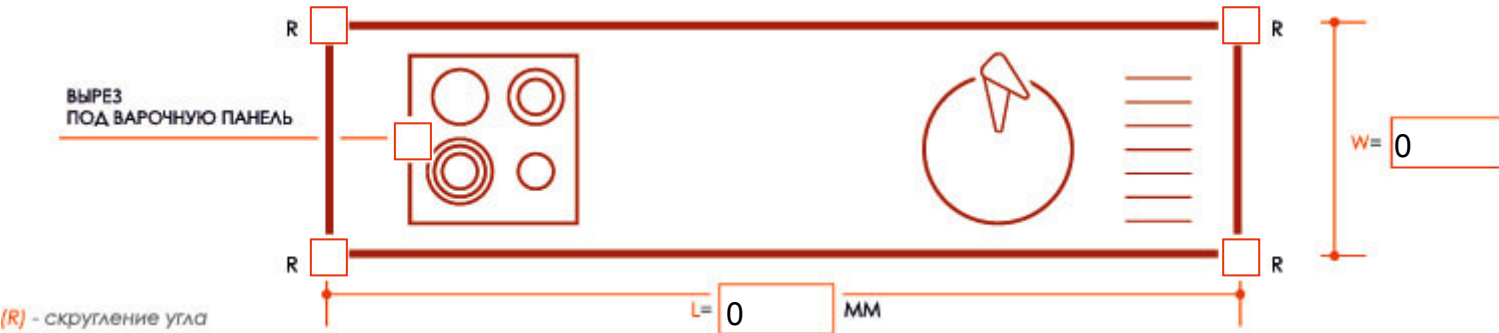 R
R
ВЫРЕЗ
ПОД ВАРОЧНУЮ ПАНЕЛЬ
W= 0
R
R
L= 0 ММ
(R) - скругление угла